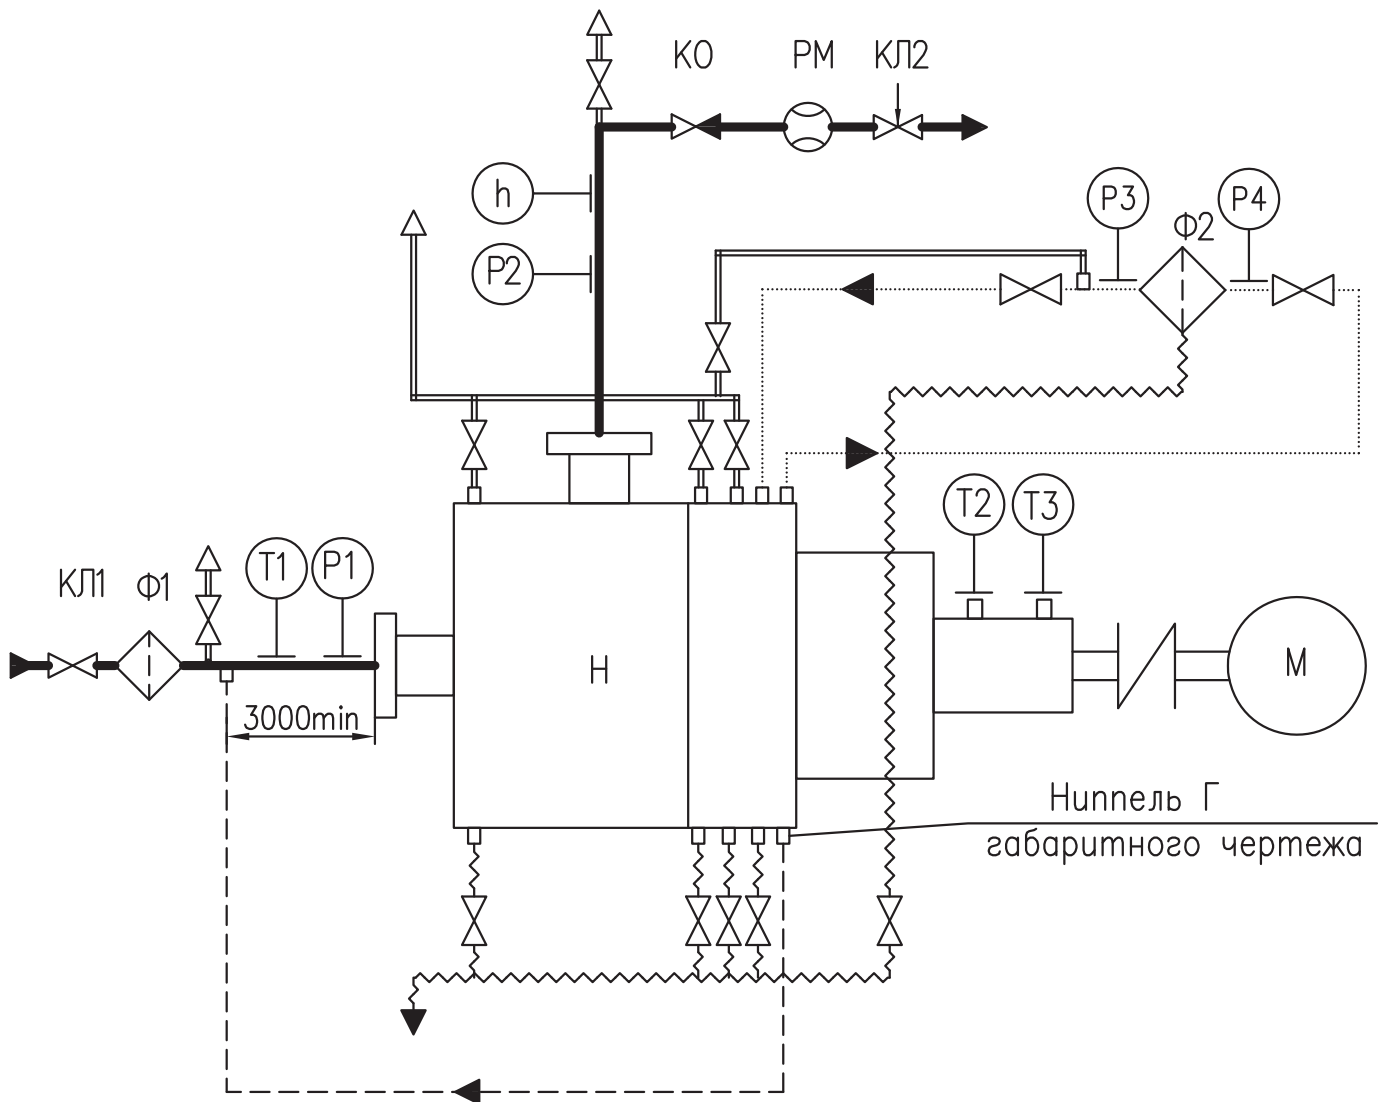 КО РМ КЛ2
h
Р3 Р4
Ф2
Р2
Т2 Т3
КЛ1 Ф1 Т1 Р1
Н
М
3000min
Ниппель Г
габаритного чертежа